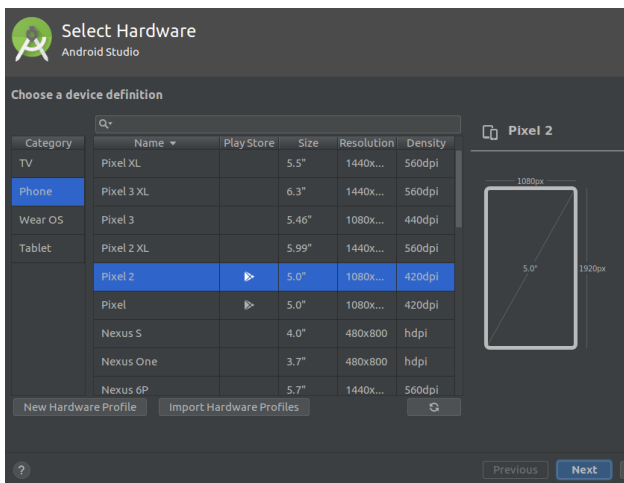 Select Hardware
Android Studio
Choose a device definition
Category Name Play Store Size Resolution Density
TV
Phone
Wear OS
Tablet
Pixel XL 5.5" 1440x... 560dpi
Pixel 3 XL 6.3" 1440x... 560dpi
Pixel 3 5.46" 1080x... 440dpi
Pixel 2 XL 5.99" 1440x... 560dpi
Pixel 2 5.0" 1080x... 420dpi
Pixel 5.0" 1080x... 420dpi
Nexus S 4.0" 480x800 hdpi
Nexus One 3.7" 480x800 hdpi
Nexus 6P 5.7" 1440x... 560dpi
New Hardware Profile Import Hardware Profiles
Pixel 2
1080px
5.0" 1920px
? Previous Next